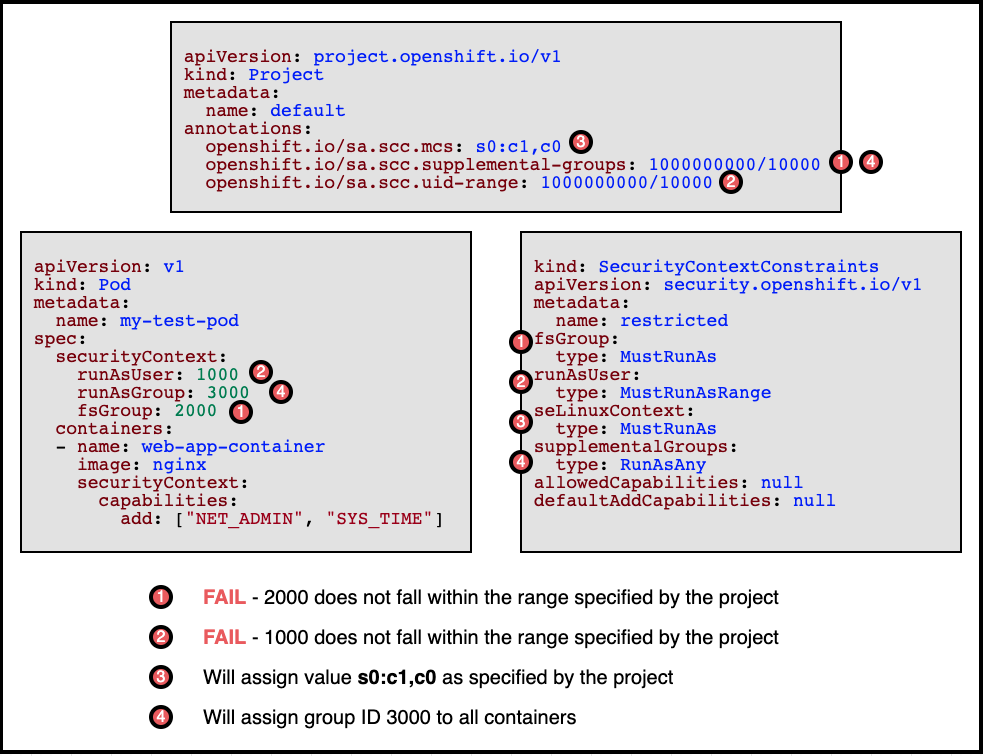 apiVersion: project.openshift.io/v1
kind: Project
metadata:
  name: default
annotations:
  openshift.io/sa.scc.mcs: s0:c1,c0 3
  openshift.io/sa.scc.supplemental-groups: 1000000000/10000 1 4
  openshift.io/sa.scc.uid-range: 1000000000/10000 2
apiVersion: v1
kind: Pod
metadata:
  name: my-test-pod
spec:
  securityContext:
    runAsUser: 1000 2
    runAsGroup: 3000 4
    fsGroup: 2000 1
  containers:
  - name: web-app-container
    image: nginx
    securityContext:
      capabilities:
        add: ["NET_ADMIN", "SYS_TIME"]
kind: SecurityContextConstraints
apiVersion: security.openshift.io/v1
metadata:
  name: restricted
1 fsGroup:
  type: MustRunAs
2 runAsUser:
  type: MustRunAsRange
3 seLinuxContext:
  type: MustRunAs
4 supplementalGroups:
  type: RunAsAny
allowedCapabilities: null
defaultAddCapabilities: null
1 FAIL - 2000 does not fall within the range specified by the project
2 FAIL - 1000 does not fall within the range specified by the project
3 Will assign value s0:c1,c0 as specified by the project
4 Will assign group ID 3000 to all containers